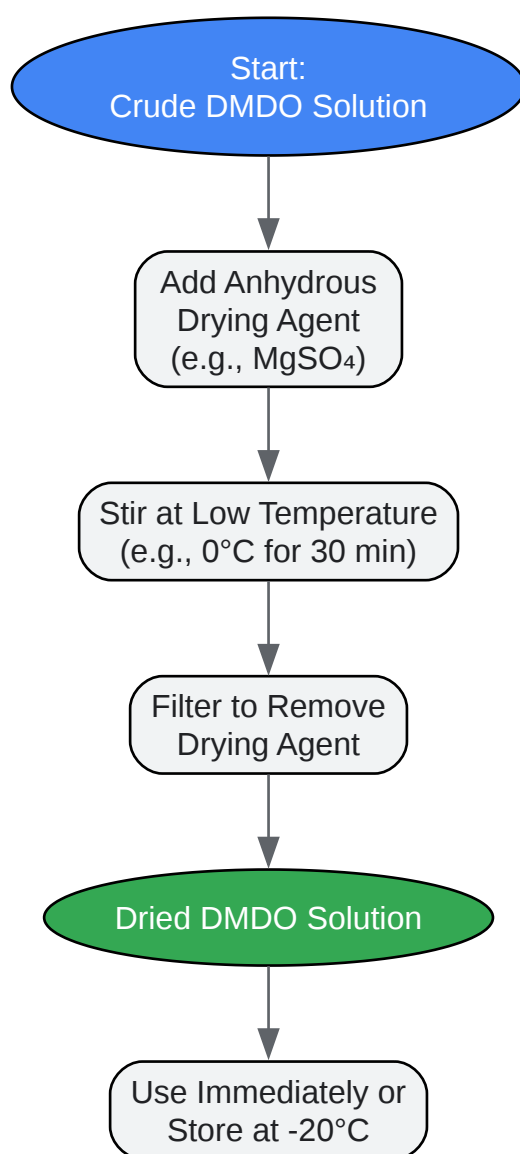 Start:
Crude DMDO Solution
Add Anhydrous
Drying Agent
(e.g., MgSO₄)
Stir at Low Temperature
(e.g., 0°C for 30 min)
Filter to Remove
Drying Agent
Dried DMDO Solution
Use Immediately or
Store at -20°C